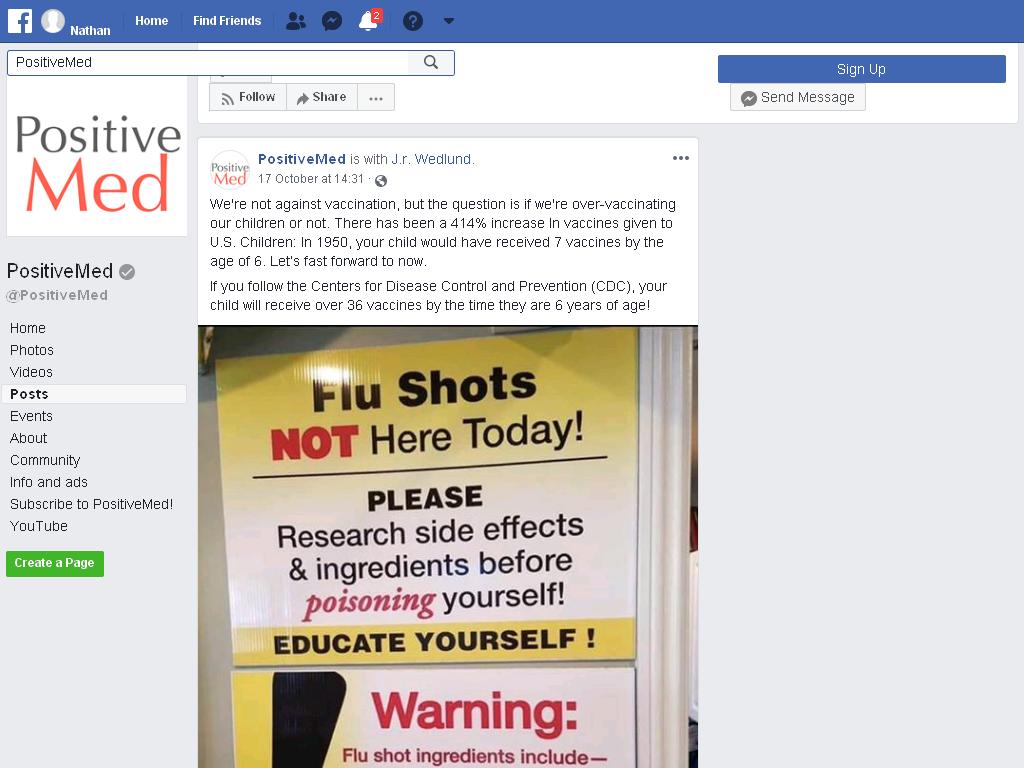 Nathan
Home
Find Friends
2
PositiveMed
Sign Up
Follow
Share
...
Send Message
Positive
Med
PositiveMed
@PositiveMed
Home
Photos
Videos
Posts
Events
About
Community
Info and ads
Subscribe to PositiveMed!
YouTube
Create a Page
Positive
Med
PositiveMed is with J.r. Wedlund.
17 October at 14:31 ·
We're not against vaccination, but the question is if we're over-vaccinating
our children or not. There has been a 414% increase In vaccines given to
U.S. Children: In 1950, your child would have received 7 vaccines by the
age of 6. Let's fast forward to now.
If you follow the Centers for Disease Control and Prevention (CDC), your
child will receive over 36 vaccines by the time they are 6 years of age!
Flu Shots
NOT Here Today!
PLEASE
Research side effects
& ingredients before
poisoning yourself!
EDUCATE YOURSELF !
Warning:
Flu shot ingredients include—